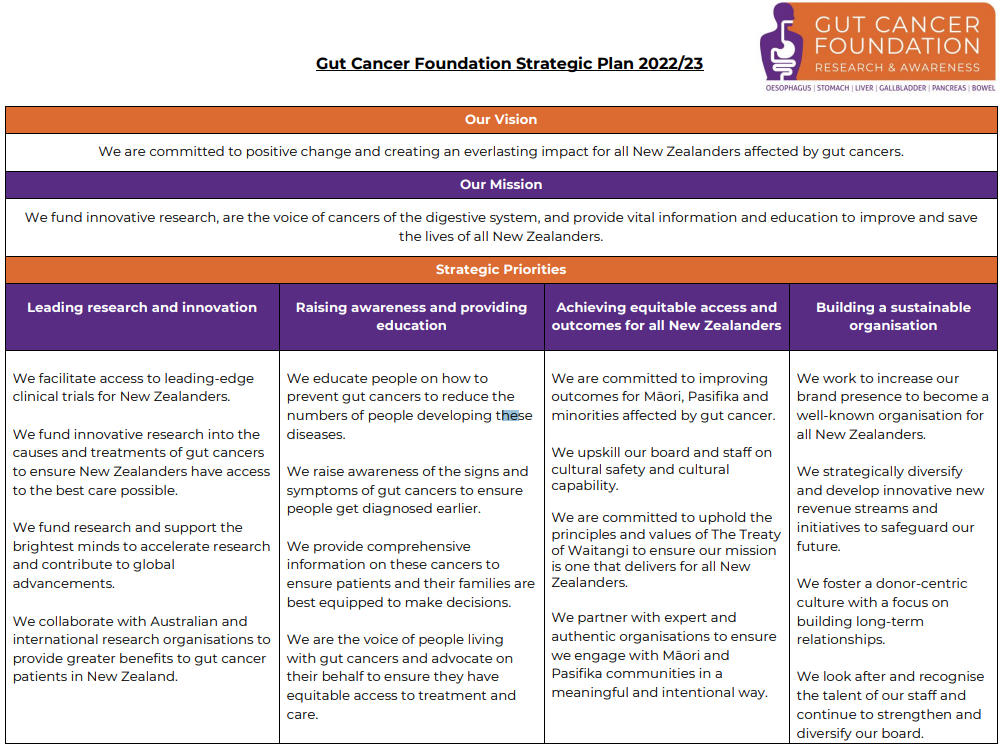 GUT CANCER
FOUNDATION
RESEARCH & AWARENESS
OESOPHAGUS | STOMACH | LIVER | GALLBLADDER | PANCREAS | BOWEL
Gut Cancer Foundation Strategic Plan 2022/23
Our Vision
We are committed to positive change and creating an everlasting impact for all New Zealanders affected by gut cancers.
Our Mission
We fund innovative research, are the voice of cancers of the digestive system, and provide vital information and education to improve and save
the lives of all New Zealanders.
Strategic Priorities
Leading research and innovation
We facilitate access to leading-edge
clinical trials for New Zealanders.
We fund innovative research into the
causes and treatments of gut cancers
to ensure New Zealanders have access
to the best care possible.
We fund research and support the
brightest minds to accelerate research
and contribute to global
advancements.
We collaborate with Australian and
international research organisations to
provide greater benefits to gut cancer
patients in New Zealand.
Raising awareness and providing
education
We educate people on how to
prevent gut cancers to reduce the
numbers of people developing these
diseases.
We raise awareness of the signs and
symptoms of gut cancers to ensure
people get diagnosed earlier.
We provide comprehensive
information on these cancers to
ensure patients and their families are
best equipped to make decisions.
We are the voice of people living
with gut cancers and advocate on
their behalf to ensure they have
equitable access to treatment and
care.
Achieving equitable access and
outcomes for all New Zealanders
We are committed to improving
outcomes for Māori, Pasifika and
minorities affected by gut cancer.
We upskill our board and staff on
cultural safety and cultural
capability.
We are committed to uphold the
principles and values of The Treaty
of Waitangi to ensure our mission
is one that delivers for all New
Zealanders.
We partner with expert and
authentic organisations to ensure
we engage with Māori and
Pasifika communities in a
meaningful and intentional way.
Building a sustainable
organisation
We work to increase our
brand presence to become a
well-known organisation for
all New Zealanders.
We strategically diversify
and develop innovative new
revenue streams and
initiatives to safeguard our
future.
We foster a donor-centric
culture with a focus on
building long-term
relationships.
We look after and recognise
the talent of our staff and
continue to strengthen and
diversify our board.